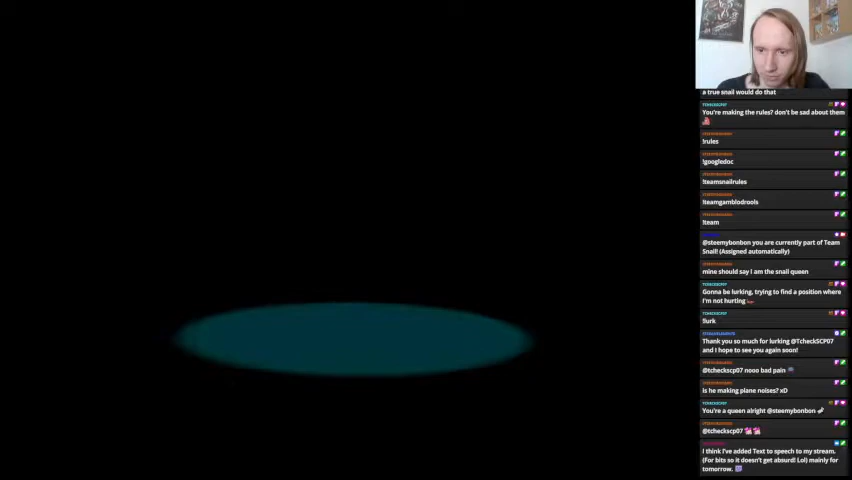 a true snail would do that
You're making the rules? don't be sad about them
!rules
!googledoc
!teamsnailrules
!teamgamblodrools
!team
@steemybonbon you are currently part of Team
Snail! (Assigned automatically)
mine should say I am the snail queen
Gonna be lurking, trying to find a position where
I'm not hurting
!lurk
Thank you so much for lurking @TcheckSCP07
and I hope to see you again soon!
@tcheckscp07 nooo bad pain
is he making plane noises? xD
You're a queen alright @steemybonbon
@tcheckscp07
I think I've added Text to speech to my stream.
(For bits so it doesn't get absurd! Lol) mainly for
tomorrow.